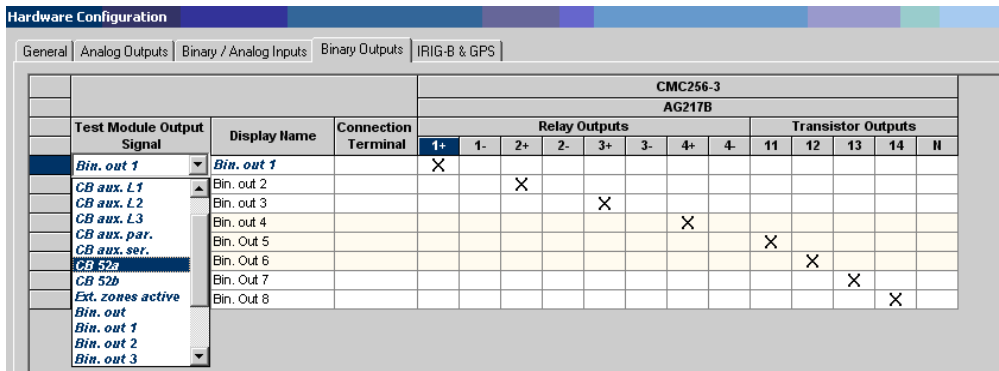 Hardware Configuration
General Analog Outputs Binary / Analog Inputs Binary Outputs IRIG-B & GPS
CMC256-3
AG217B
Test Module Output Signal Display Name Connection Terminal Relay Outputs Transistor Outputs
1+ 1- 2+ 2- 3+ 3- 4+ 4- 11 12 13 14 N
Bin. out 1 Bin. out 1 X
CB aux. L1 Bin. out 2 X
CB aux. L2 Bin. out 3 X
CB aux. L3 Bin. out 4 X
CB aux. par.
CB aux. ser. Bin. Out 5 X
CB 52a Bin. Out 6 X
CB 52b Bin. Out 7 X
Ext. zones active Bin. Out 8 X
Bin. out
Bin. out 1
Bin. out 2
Bin. out 3